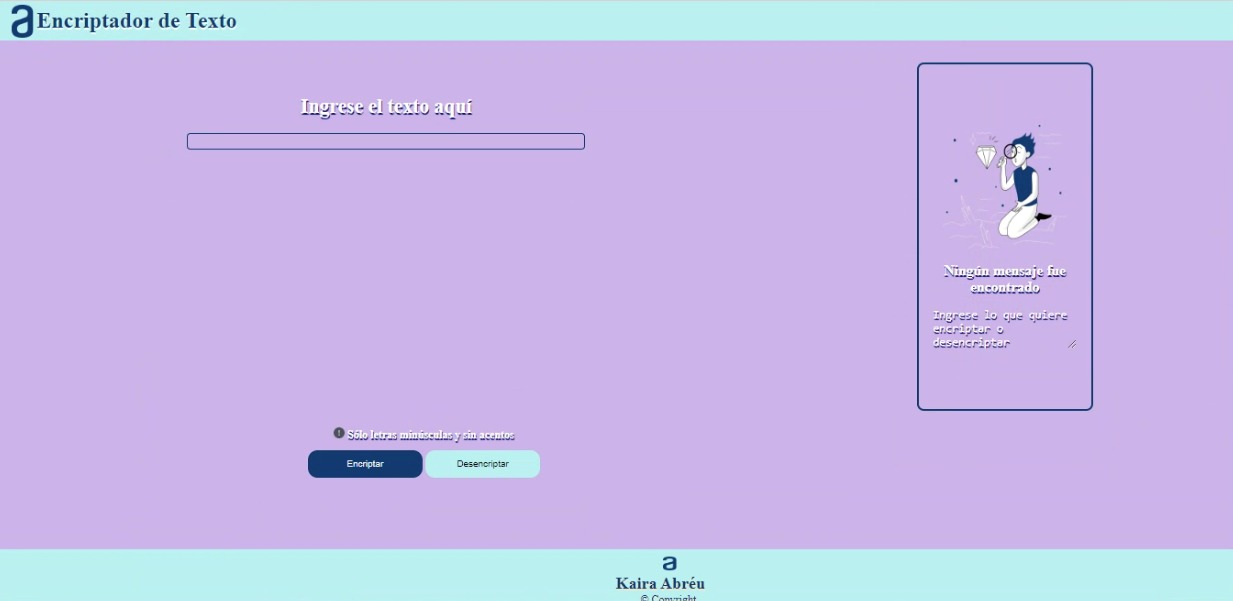 a Encriptador de Texto
Ingrese el texto aquí
Ningún mensaje fue
encontrado
Ingrese lo que quiere
encriptar o
desencriptar
! Sólo letras minúsculas y sin acentos
Encriptar
Desencriptar
a
Kaira Abréu
© Copyright